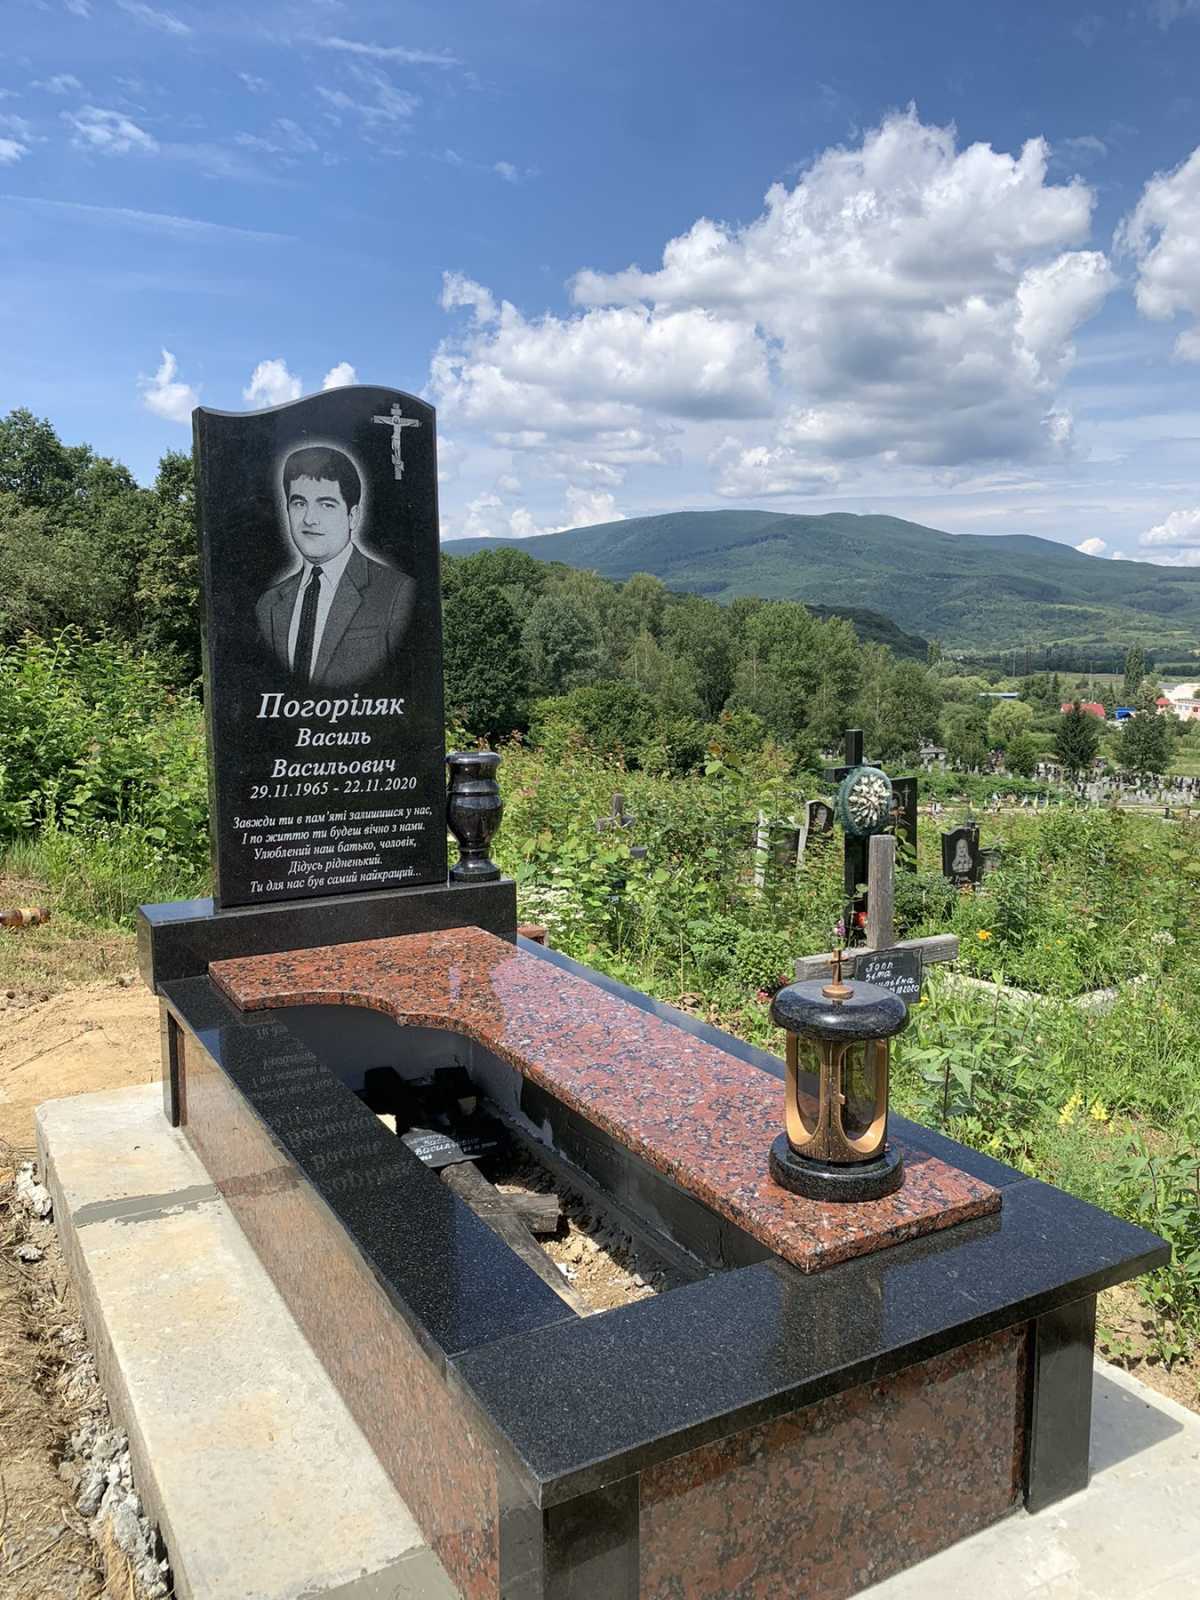 Погоріляк
Василь
Васильович
29.11.1965 - 22.11.2020
Завжди ти в пам'яті залишишся у нас,
І по життю ти будеш вічно з нами.
Улюблений наш батько, чоловік,
Дідусь рідненький.
Ти для нас був самий найкращий...